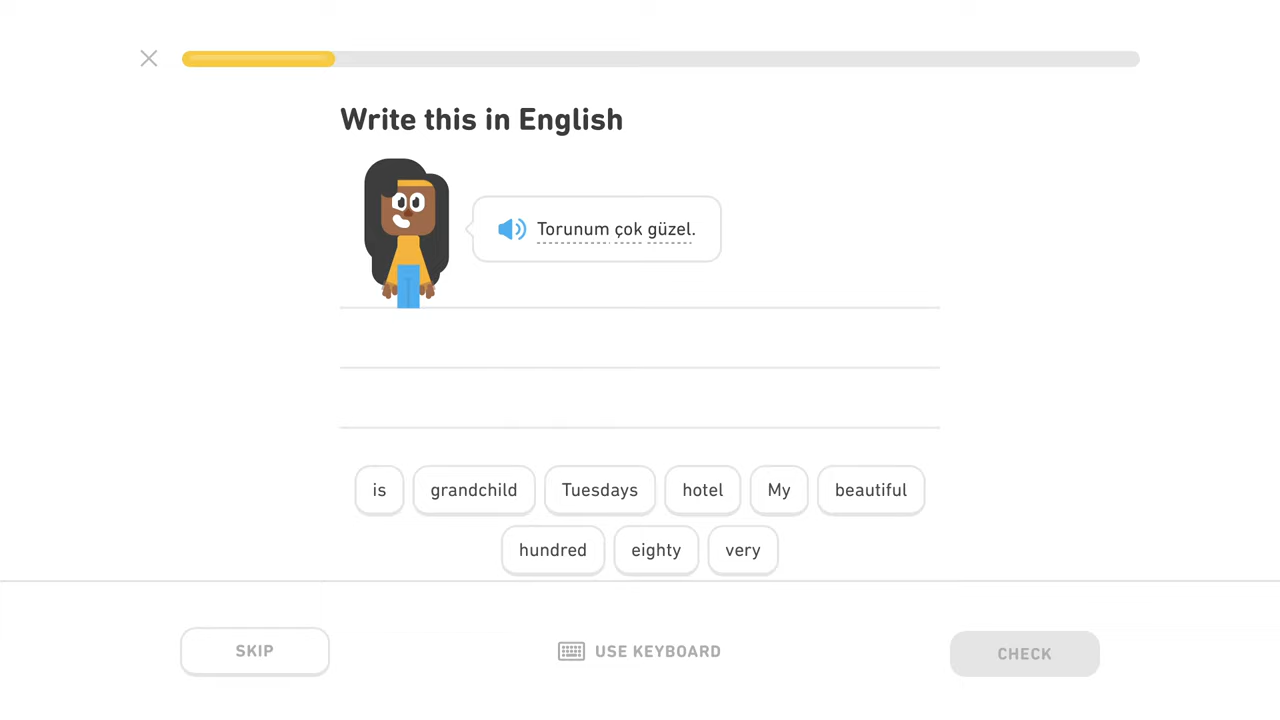 Write this in English
Torunum çok güzel.
is grandchild Tuesdays hotel My beautiful
hundred eighty very
SKIP USE KEYBOARD CHECK